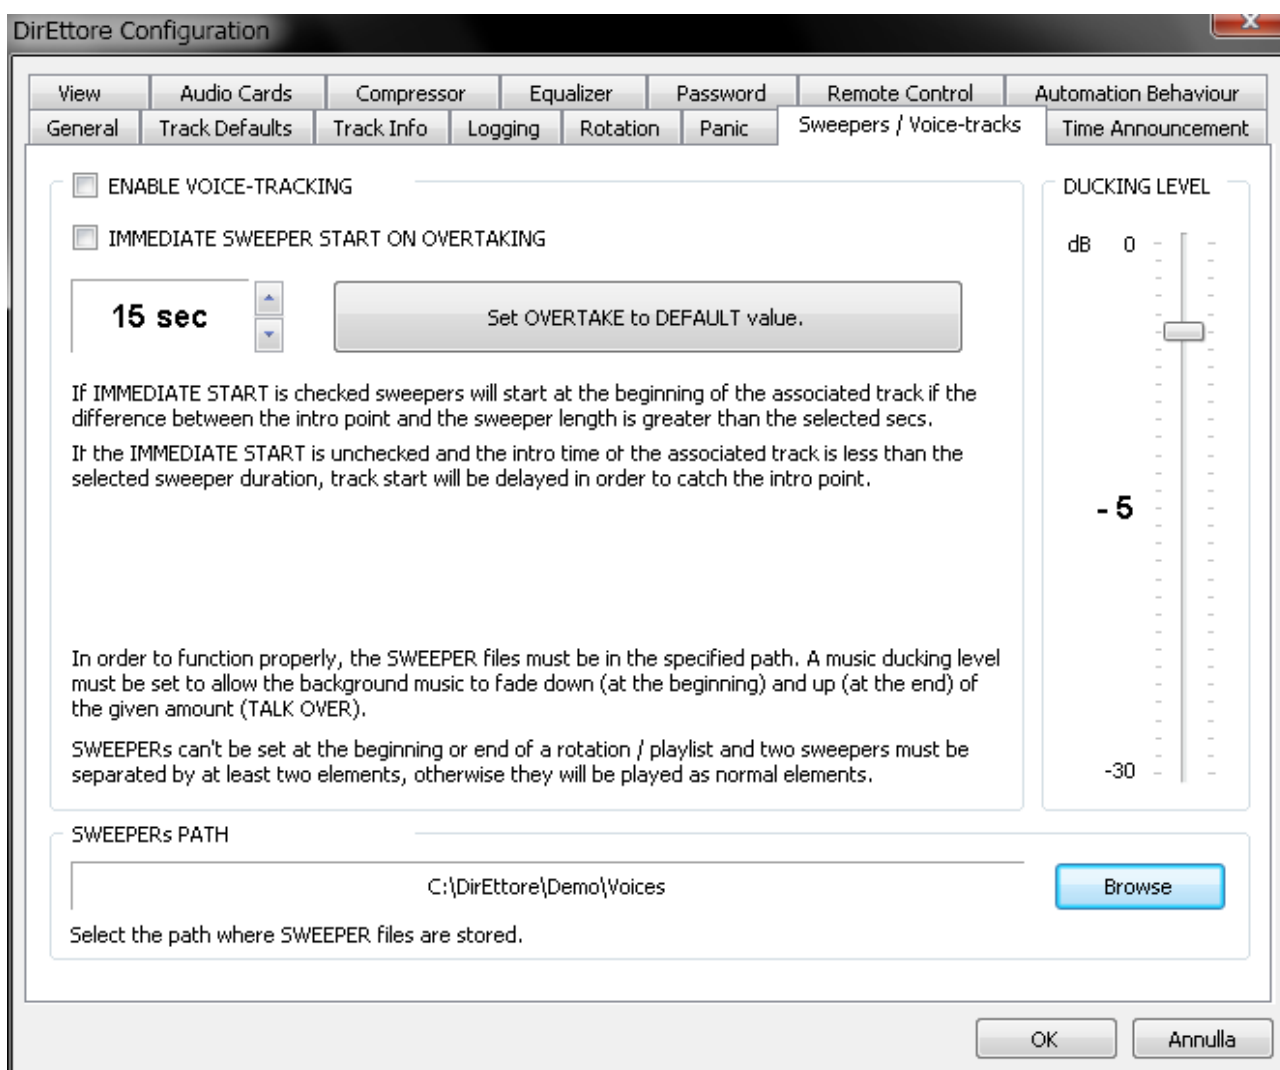 DirEttore Configuration
View Audio Cards Compressor Equalizer Password Remote Control Automation Behaviour
General Track Defaults Track Info Logging Rotation Panic Sweepers / Voice-tracks Time Announcement
ENABLE VOICE-TRACKING
IMMEDIATE SWEEPER START ON OVERTAKING
15 sec
Set OVERTAKE to DEFAULT value.
If IMMEDIATE START is checked sweepers will start at the beginning of the associated track if the
difference between the intro point and the sweeper length is greater than the selected secs.
If the IMMEDIATE START is unchecked and the intro time of the associated track is less than the
selected sweeper duration, track start will be delayed in order to catch the intro point.
In order to function properly, the SWEEPER files must be in the specified path. A music ducking level
must be set to allow the background music to fade down (at the beginning) and up (at the end) of
the given amount (TALK OVER).
SWEEPERs can't be set at the beginning or end of a rotation / playlist and two sweepers must be
separated by at least two elements, otherwise they will be played as normal elements.
DUCKING LEVEL
dB 0
- 5
-30
SWEEPERs PATH
C:\DirEttore\Demo\Voices
Browse
Select the path where SWEEPER files are stored.
OK Annulla